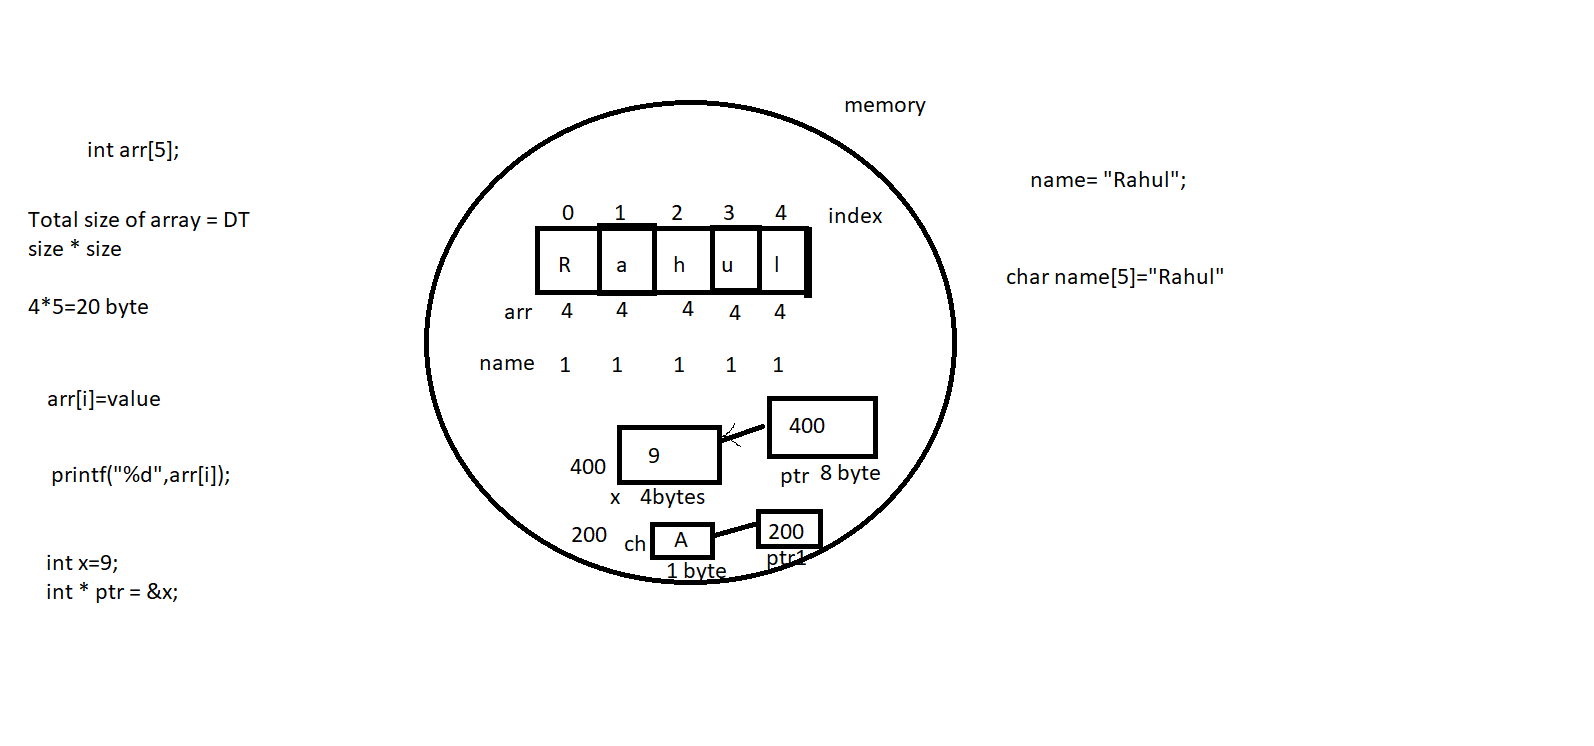 memory
int arr[5];
name= "Rahul";
Total size of array = DT
size * size
0 1 2 3 4 index
R a h u l
char name[5]="Rahul"
4*5=20 byte
arr 4 4 4 4 4
name 1 1 1 1 1
arr[i]=value
400
9
400
ptr 8 byte
x 4bytes
printf("%d",arr[i]);
200 ch A 200
ptr1
1 byte
int x=9;
int * ptr = &x;